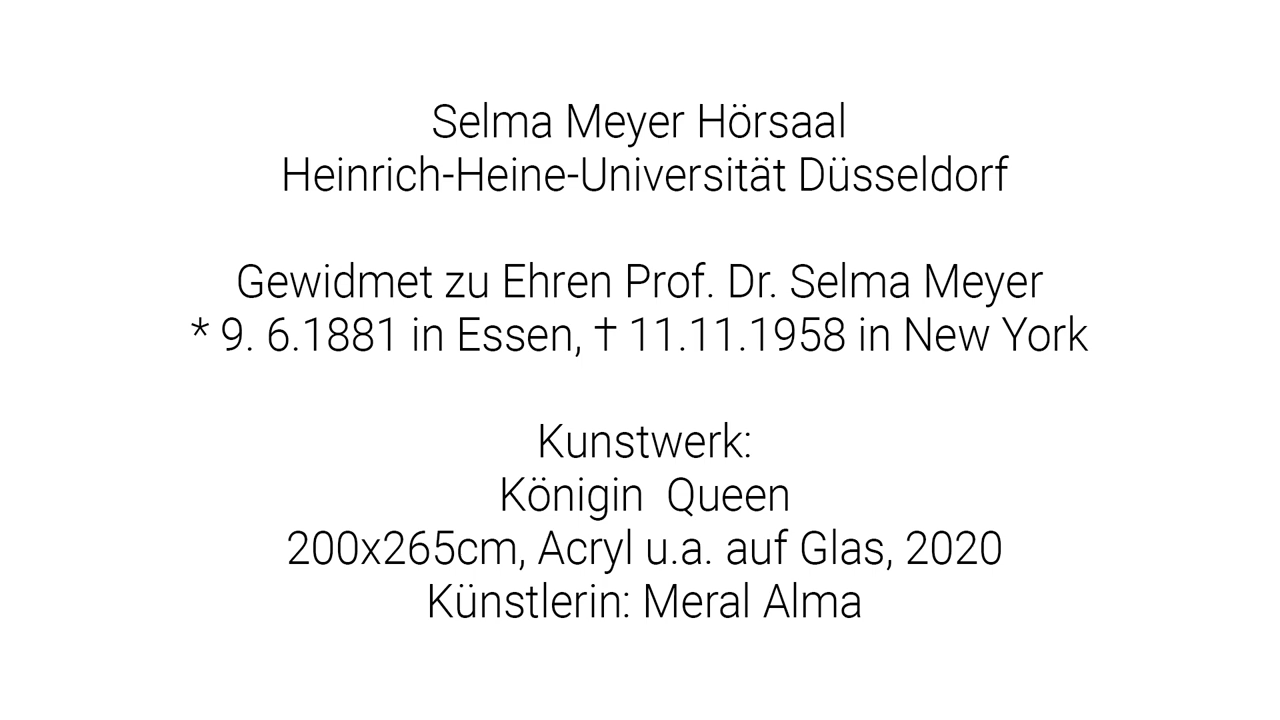 Selma Meyer Hörsaal
Heinrich-Heine-Universität Düsseldorf
Gewidmet zu Ehren Prof. Dr. Selma Meyer
* 9. 6.1881 in Essen, † 11.11.1958 in New York
Kunstwerk:
Königin  Queen
200x265cm, Acryl u.a. auf Glas, 2020
Künstlerin: Meral Alma